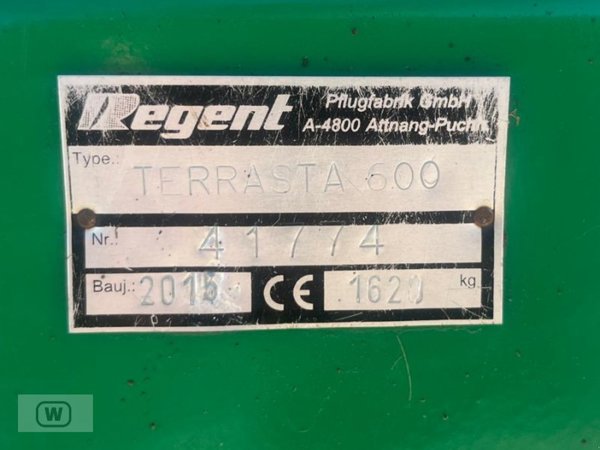 Regent
Pflugfabrik GmbH
A-4800 Attnang-Puchh.
Type.: TERRASTA 600
Nr.: 41774
Bauj.: 2015 CE 1620 kg
W